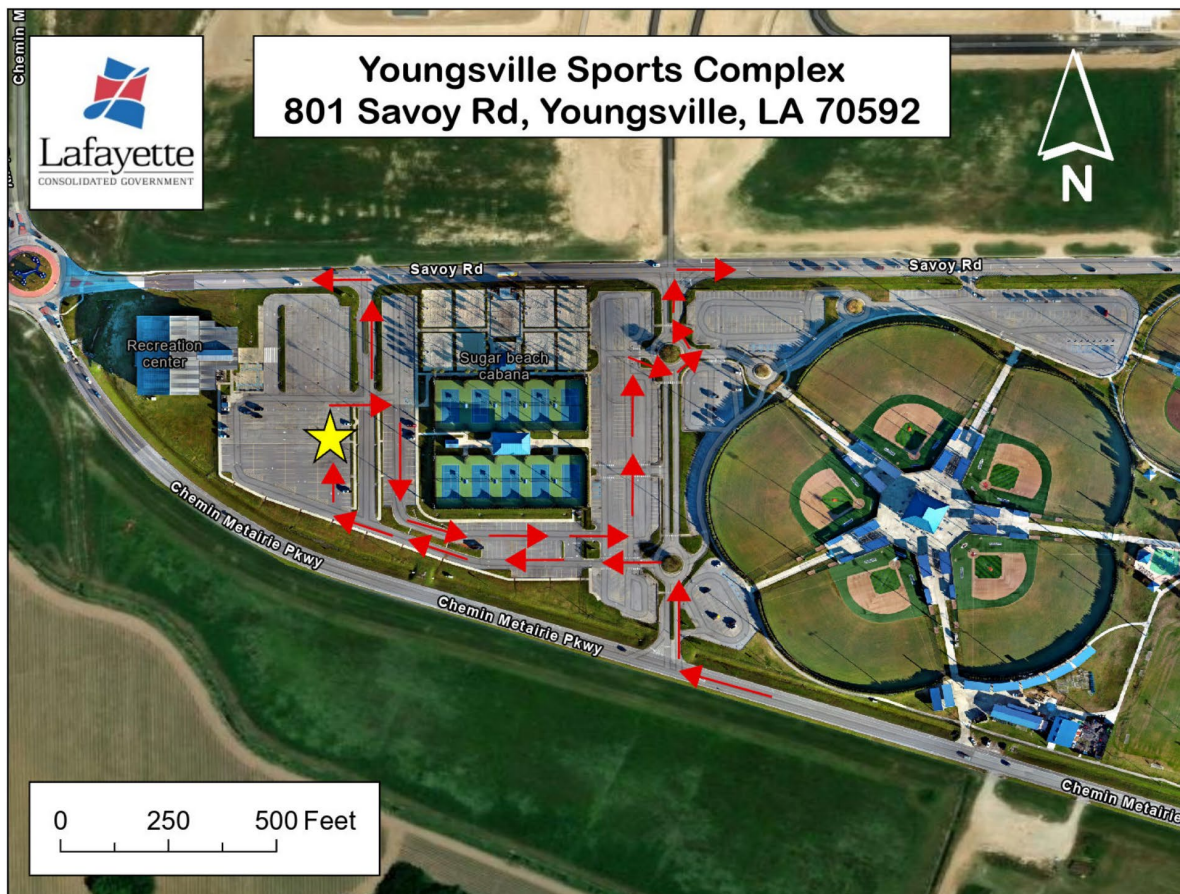 Chemin M
Lafayette
CONSOLIDATED GOVERNMENT
Youngsville Sports Complex
801 Savoy Rd, Youngsville, LA 70592
N
Savoy Rd
Savoy Rd
Recreation
center
Sugar beach
cabana
Chemin Metairie Pkwy
Chemin Metairie Pkwy
Chemin Metairie
0 250 500 Feet